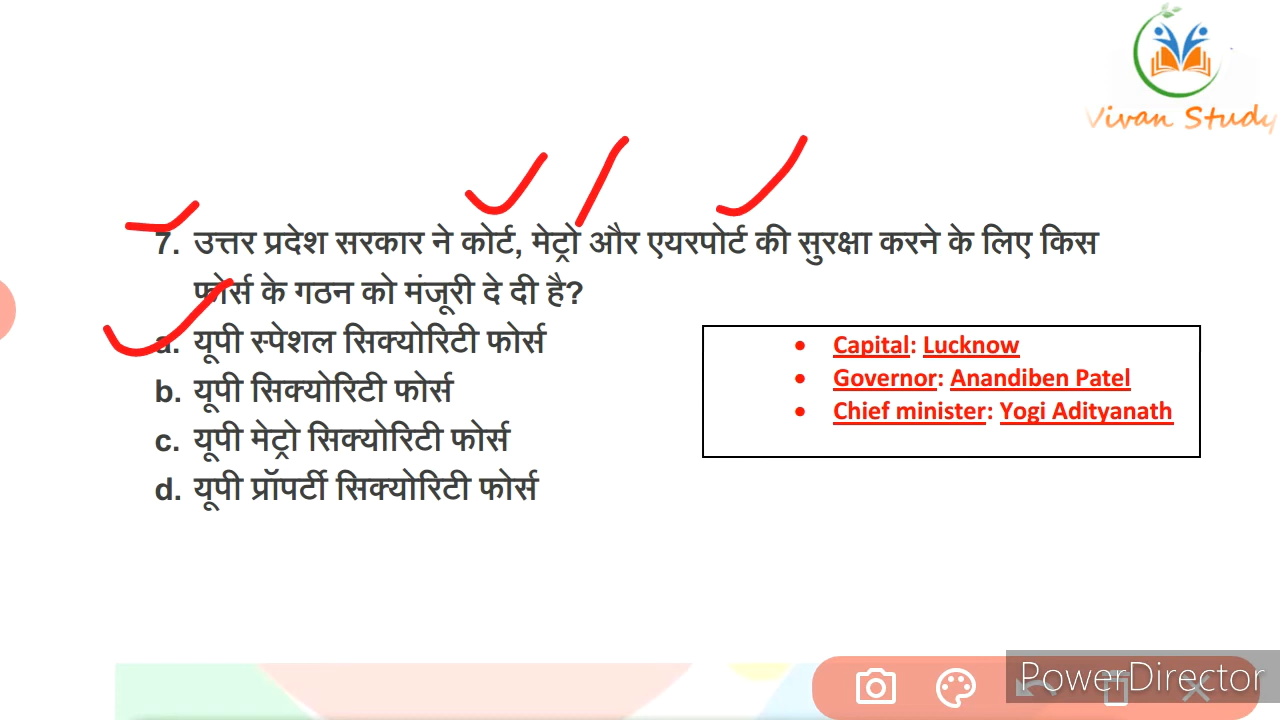 Vivan Study
7. उत्तर प्रदेश सरकार ने कोर्ट, मेट्रो और एयरपोर्ट की सुरक्षा करने के लिए किस
फोर्स के गठन को मंजूरी दे दी है?
a. यूपी स्पेशल सिक्योरिटी फोर्स
b. यूपी सिक्योरिटी फोर्स
c. यूपी मेट्रो सिक्योरिटी फोर्स
d. यूपी प्रॉपर्टी सिक्योरिटी फोर्स
• Capital: Lucknow
• Governor: Anandiben Patel
• Chief minister: Yogi Adityanath
PowerDirector